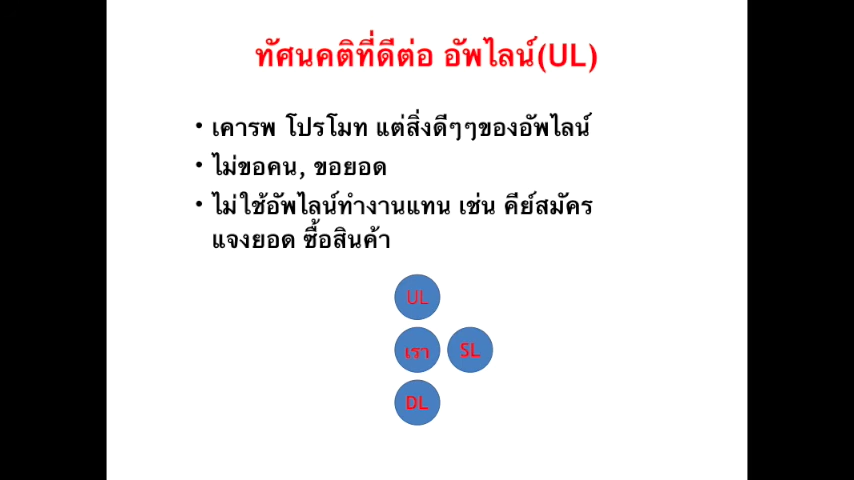 ทัศนคติที่ดีต่อ อัพไลน์(UL)
• เคารพ โปรโมท แต่สิ่งดีๆๆของอัพไลน์
• ไม่ขอคน, ขอยอด
• ไม่ใช้อัพไลน์ทำงานแทน เช่น คีย์สมัคร
แจงยอด ซื้อสินค้า
UL
เรา SL
DL